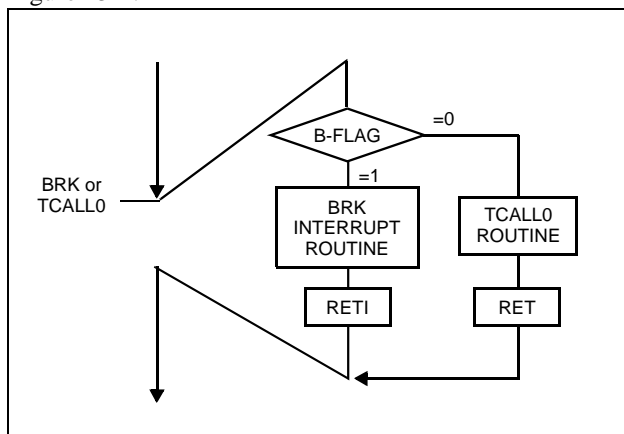 =0
B-FLAG
=1
BRK or
TCALL0
BRK
INTERRUPT
ROUTINE
TCALL0
ROUTINE
RETI
RET